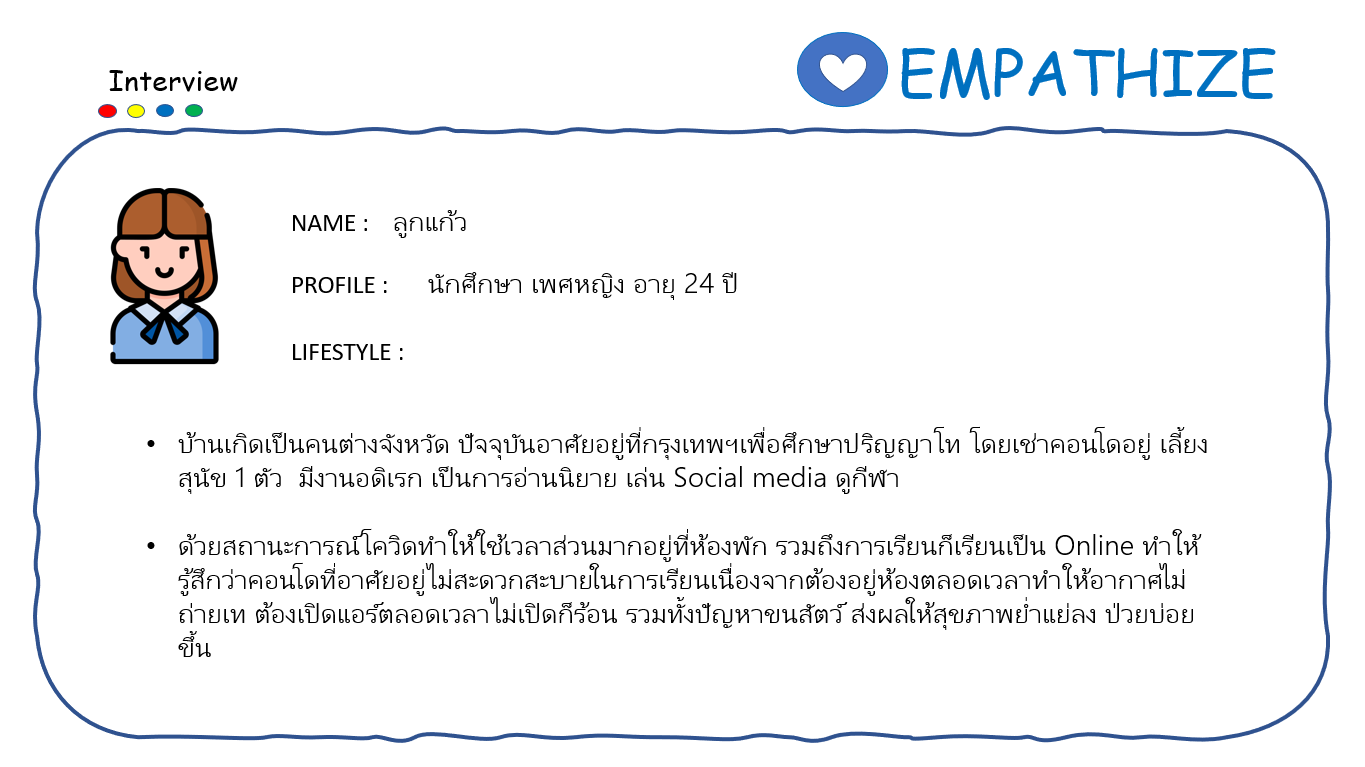 Interview
EMPATHIZE
NAME : ลูกแก้ว
PROFILE : นักศึกษา เพศหญิง อายุ 24 ปี
LIFESTYLE :
• บ้านเกิดเป็นคนต่างจังหวัด ปัจจุบันอาศัยอยู่ที่กรุงเทพฯเพื่อศึกษาปริญญาโท โดยเช่าคอนโดอยู่ เลี้ยง
สุนัข 1 ตัว มีงานอดิเรก เป็นการอ่านนิยาย เล่น Social media ดูกีฬา
• ด้วยสถานะการณ์โควิดทำให้ใช้เวลาส่วนมากอยู่ที่ห้องพัก รวมถึงการเรียนก็เรียนเป็น Online ทำให้
รู้สึกว่าคอนโดที่อาศัยอยู่ไม่สะดวกสะบายในการเรียนเนื่องจากต้องอยู่ห้องตลอดเวลาทำให้อากาศไม่
ถ่ายเท ต้องเปิดแอร์ตลอดเวลาไม่เปิดก็ร้อน รวมทั้งปัญหาขนสัตว์ ส่งผลให้สุขภาพย่ำแย่ลง ป่วยบ่อย
ขึ้น